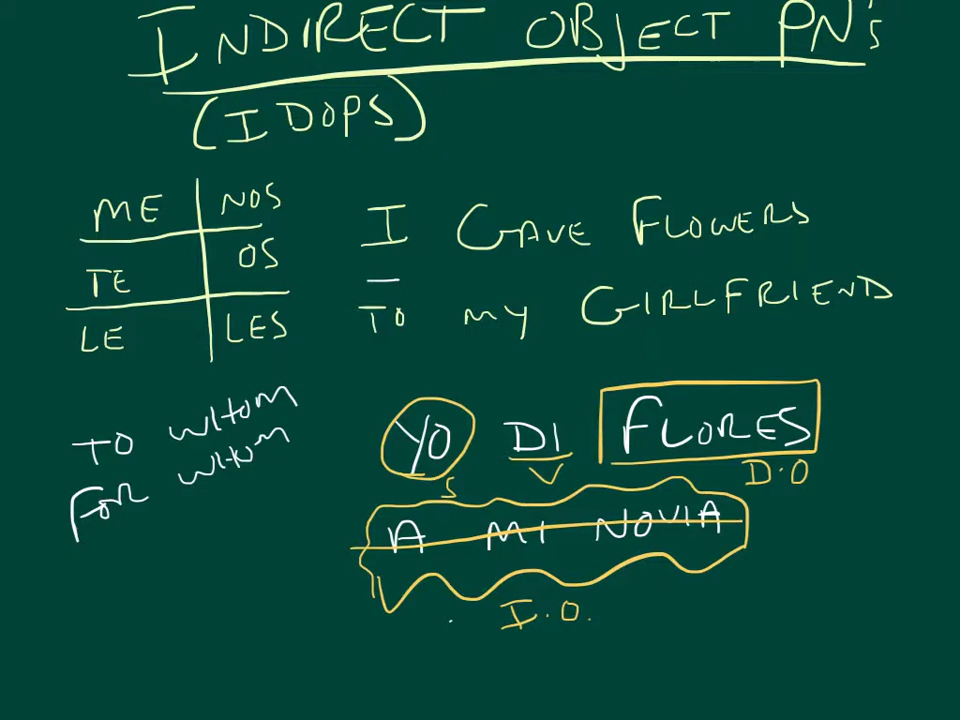 INDIRECT OBJECT PN'S
(IDOPS)
ME NOS
TE OS
LE LES
I GAVE FLOWERS
TO MY GIRLFRIEND
TO WHOM
FOR WHOM
YO DI FLORES
S V D.O
A MI NOVIA
I.O.